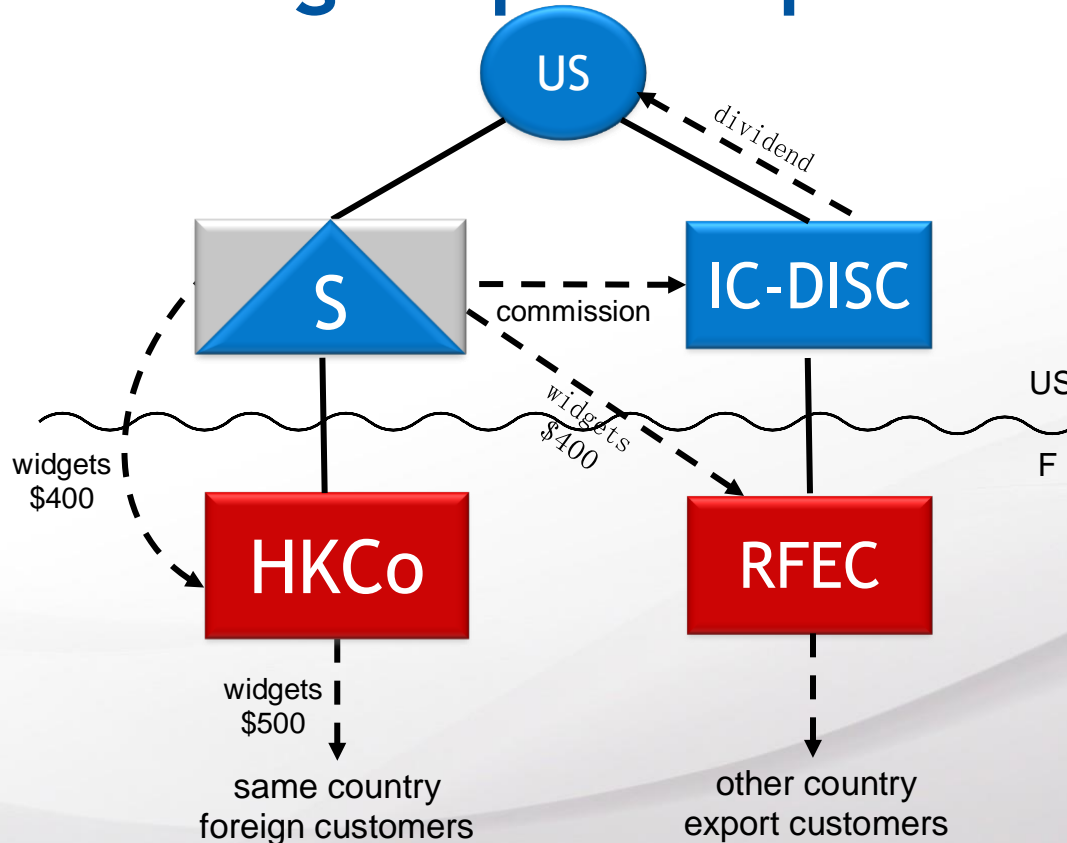 US
dividend
S
commission
IC-DISC
widgets
$400
US
F
widgets
$400
HKCo
RFEC
widgets
$500
same country
foreign customers
other country
export customers